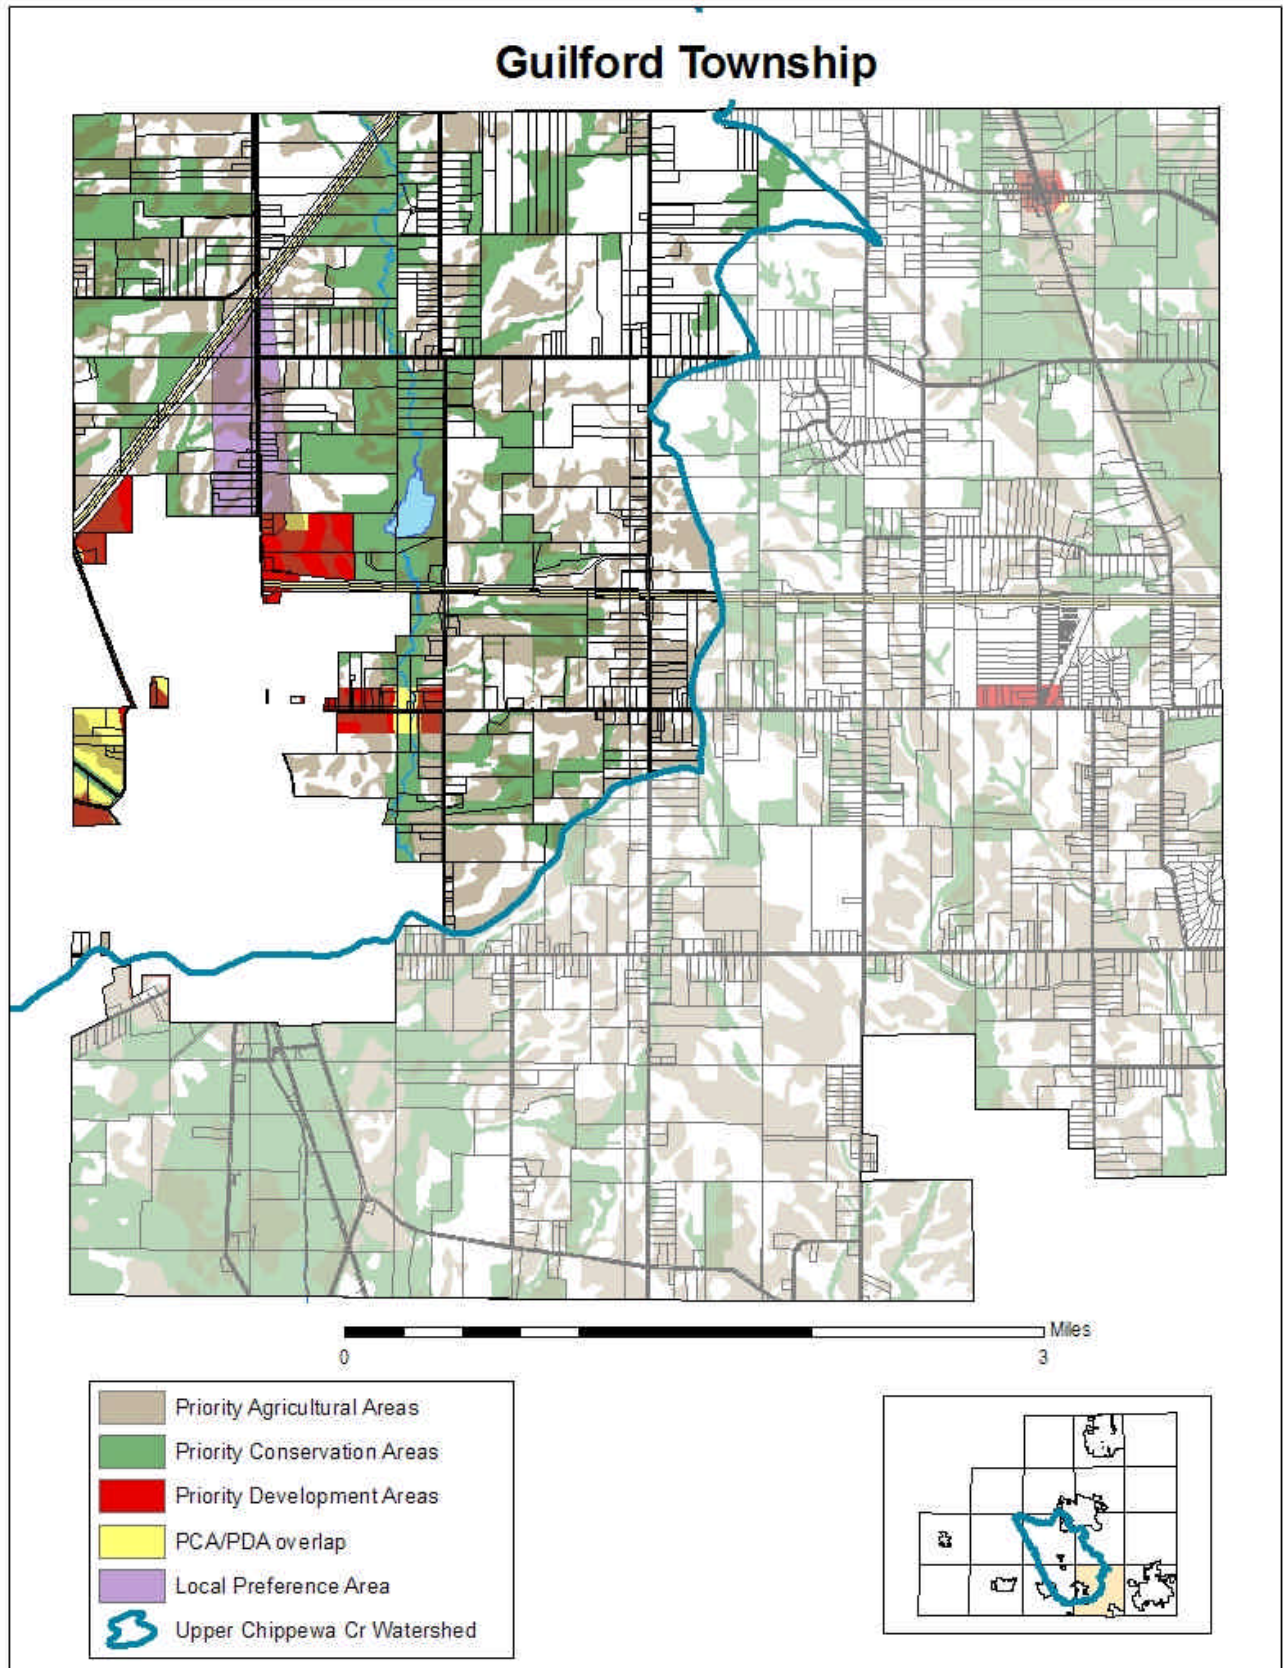 Guilford Township
Miles
0 3
Priority Agricultural Areas
Priority Conservation Areas
Priority Development Areas
PCA/PDA overlap
Local Preference Area
Upper Chippewa Cr Watershed